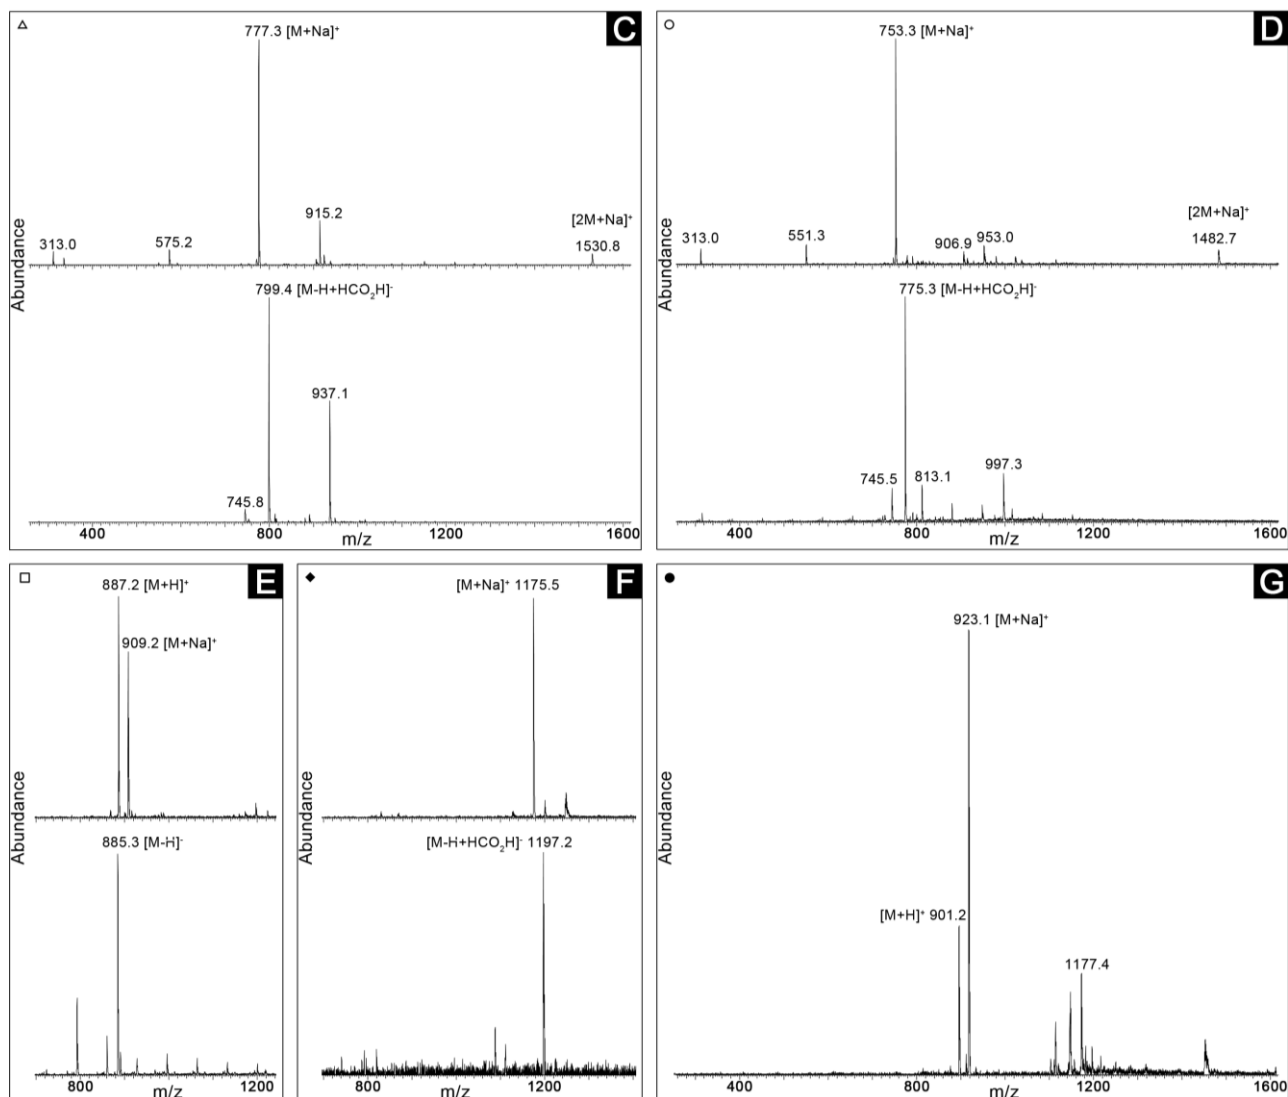 C
777.3 [M+Na]⁺
915.2
[2M+Na]⁺
313.0
575.2
1530.8
Abundance
799.4 [M-H+HCO₂H]⁻
937.1
745.8
Abundance
400 800 1200 1600
m/z
D
753.3 [M+Na]⁺
[2M+Na]⁺
313.0
551.3
906.9
953.0
1482.7
Abundance
775.3 [M-H+HCO₂H]⁻
745.5
813.1
997.3
Abundance
400 800 1200 1600
m/z
E
887.2 [M+H]⁺
909.2 [M+Na]⁺
Abundance
885.3 [M-H]⁻
Abundance
800 1200
m/z
F
[M+Na]⁺ 1175.5
Abundance
[M-H+HCO₂H]⁻ 1197.2
Abundance
800 1200
m/z
G
923.1 [M+Na]⁺
[M+H]⁺ 901.2
1177.4
Abundance
400 800 1200 1600
m/z